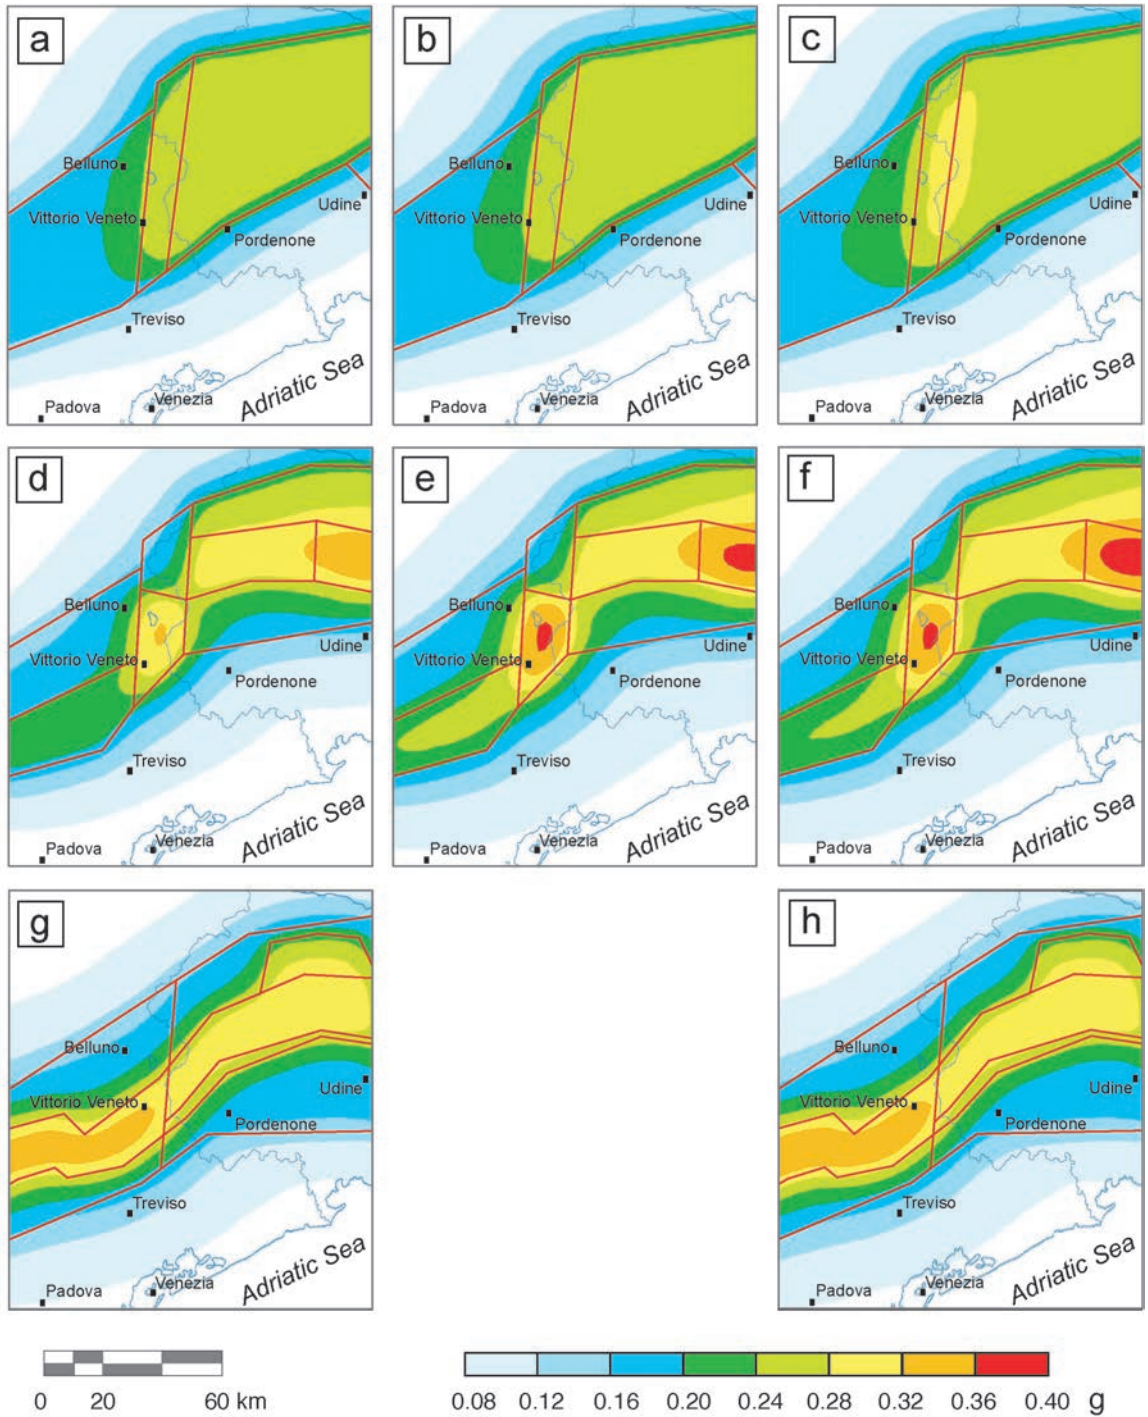 a
Belluno
Vittorio Veneto
Udine
Pordenone
Treviso
Padova
Venezia
Adriatic Sea
b
Belluno
Vittorio Veneto
Udine
Pordenone
Treviso
Padova
Venezia
Adriatic Sea
c
Belluno
Vittorio Veneto
Udine
Pordenone
Treviso
Padova
Venezia
Adriatic Sea
d
Belluno
Udine
Vittorio Veneto
Pordenone
Treviso
Padova
Venezia
Adriatic Sea
e
Belluno
Udine
Vittorio Veneto
Pordenone
Treviso
Padova
Venezia
Adriatic Sea
f
Belluno
Udine
Vittorio Veneto
Pordenone
Treviso
Padova
Venezia
Adriatic Sea
g
Belluno
Udine
Vittorio Veneto
Pordenone
Treviso
Padova
Venezia
Adriatic Sea
h
Belluno
Udine
Vittorio Veneto
Pordenone
Treviso
Padova
Venezia
Adriatic Sea
0 20 60 km
0.08 0.12 0.16 0.20 0.24 0.28 0.32 0.36 0.40 g